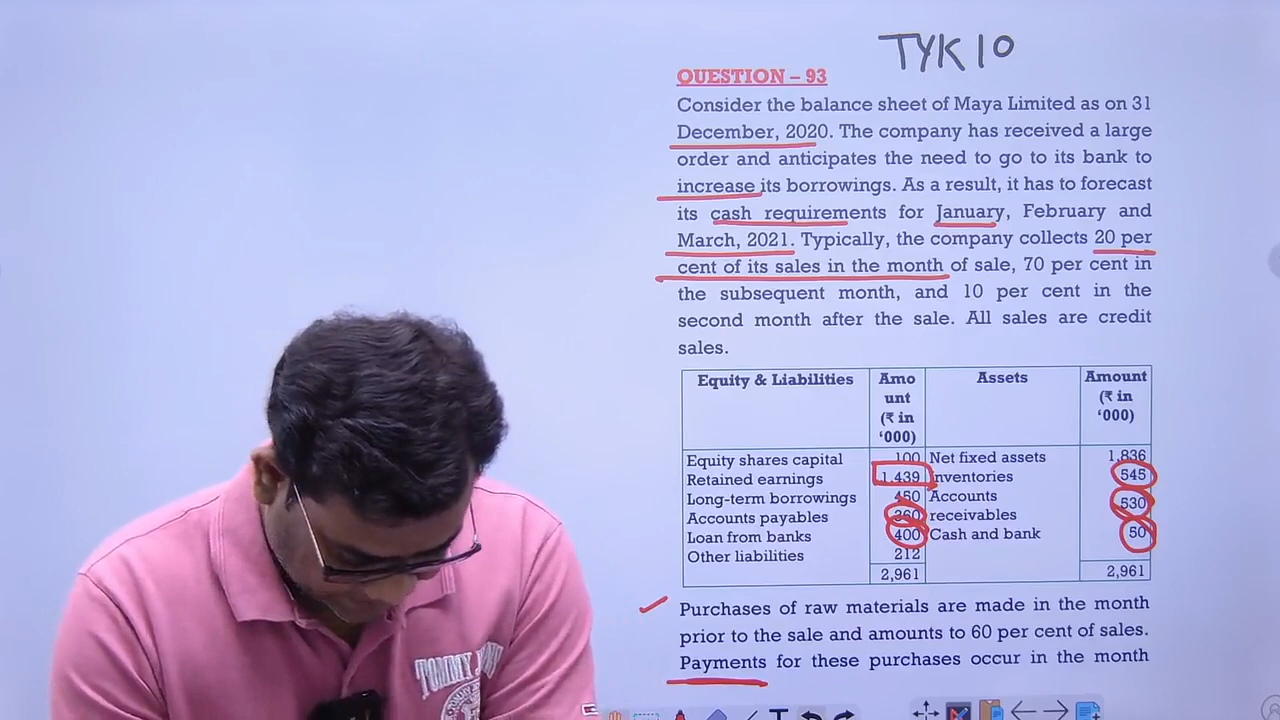 TYK 10
QUESTION – 93
Consider the balance sheet of Maya Limited as on 31
December, 2020. The company has received a large
order and anticipates the need to go to its bank to
increase its borrowings. As a result, it has to forecast
its cash requirements for January, February and
March, 2021. Typically, the company collects 20 per
cent of its sales in the month of sale, 70 per cent in
the subsequent month, and 10 per cent in the
second month after the sale. All sales are credit
sales.
Equity & Liabilities Amo Assets Amount
unt (₹ in
(₹ in '000)
'000)
Equity shares capital 100 Net fixed assets 1,836
Retained earnings 1,439 Inventories 545
Long-term borrowings 450 Accounts 530
Accounts payables 360 receivables
Loan from banks 400 Cash and bank 50
Other liabilities 212
2,961 2,961
Purchases of raw materials are made in the month
prior to the sale and amounts to 60 per cent of sales.
Payments for these purchases occur in the month
TOMMY